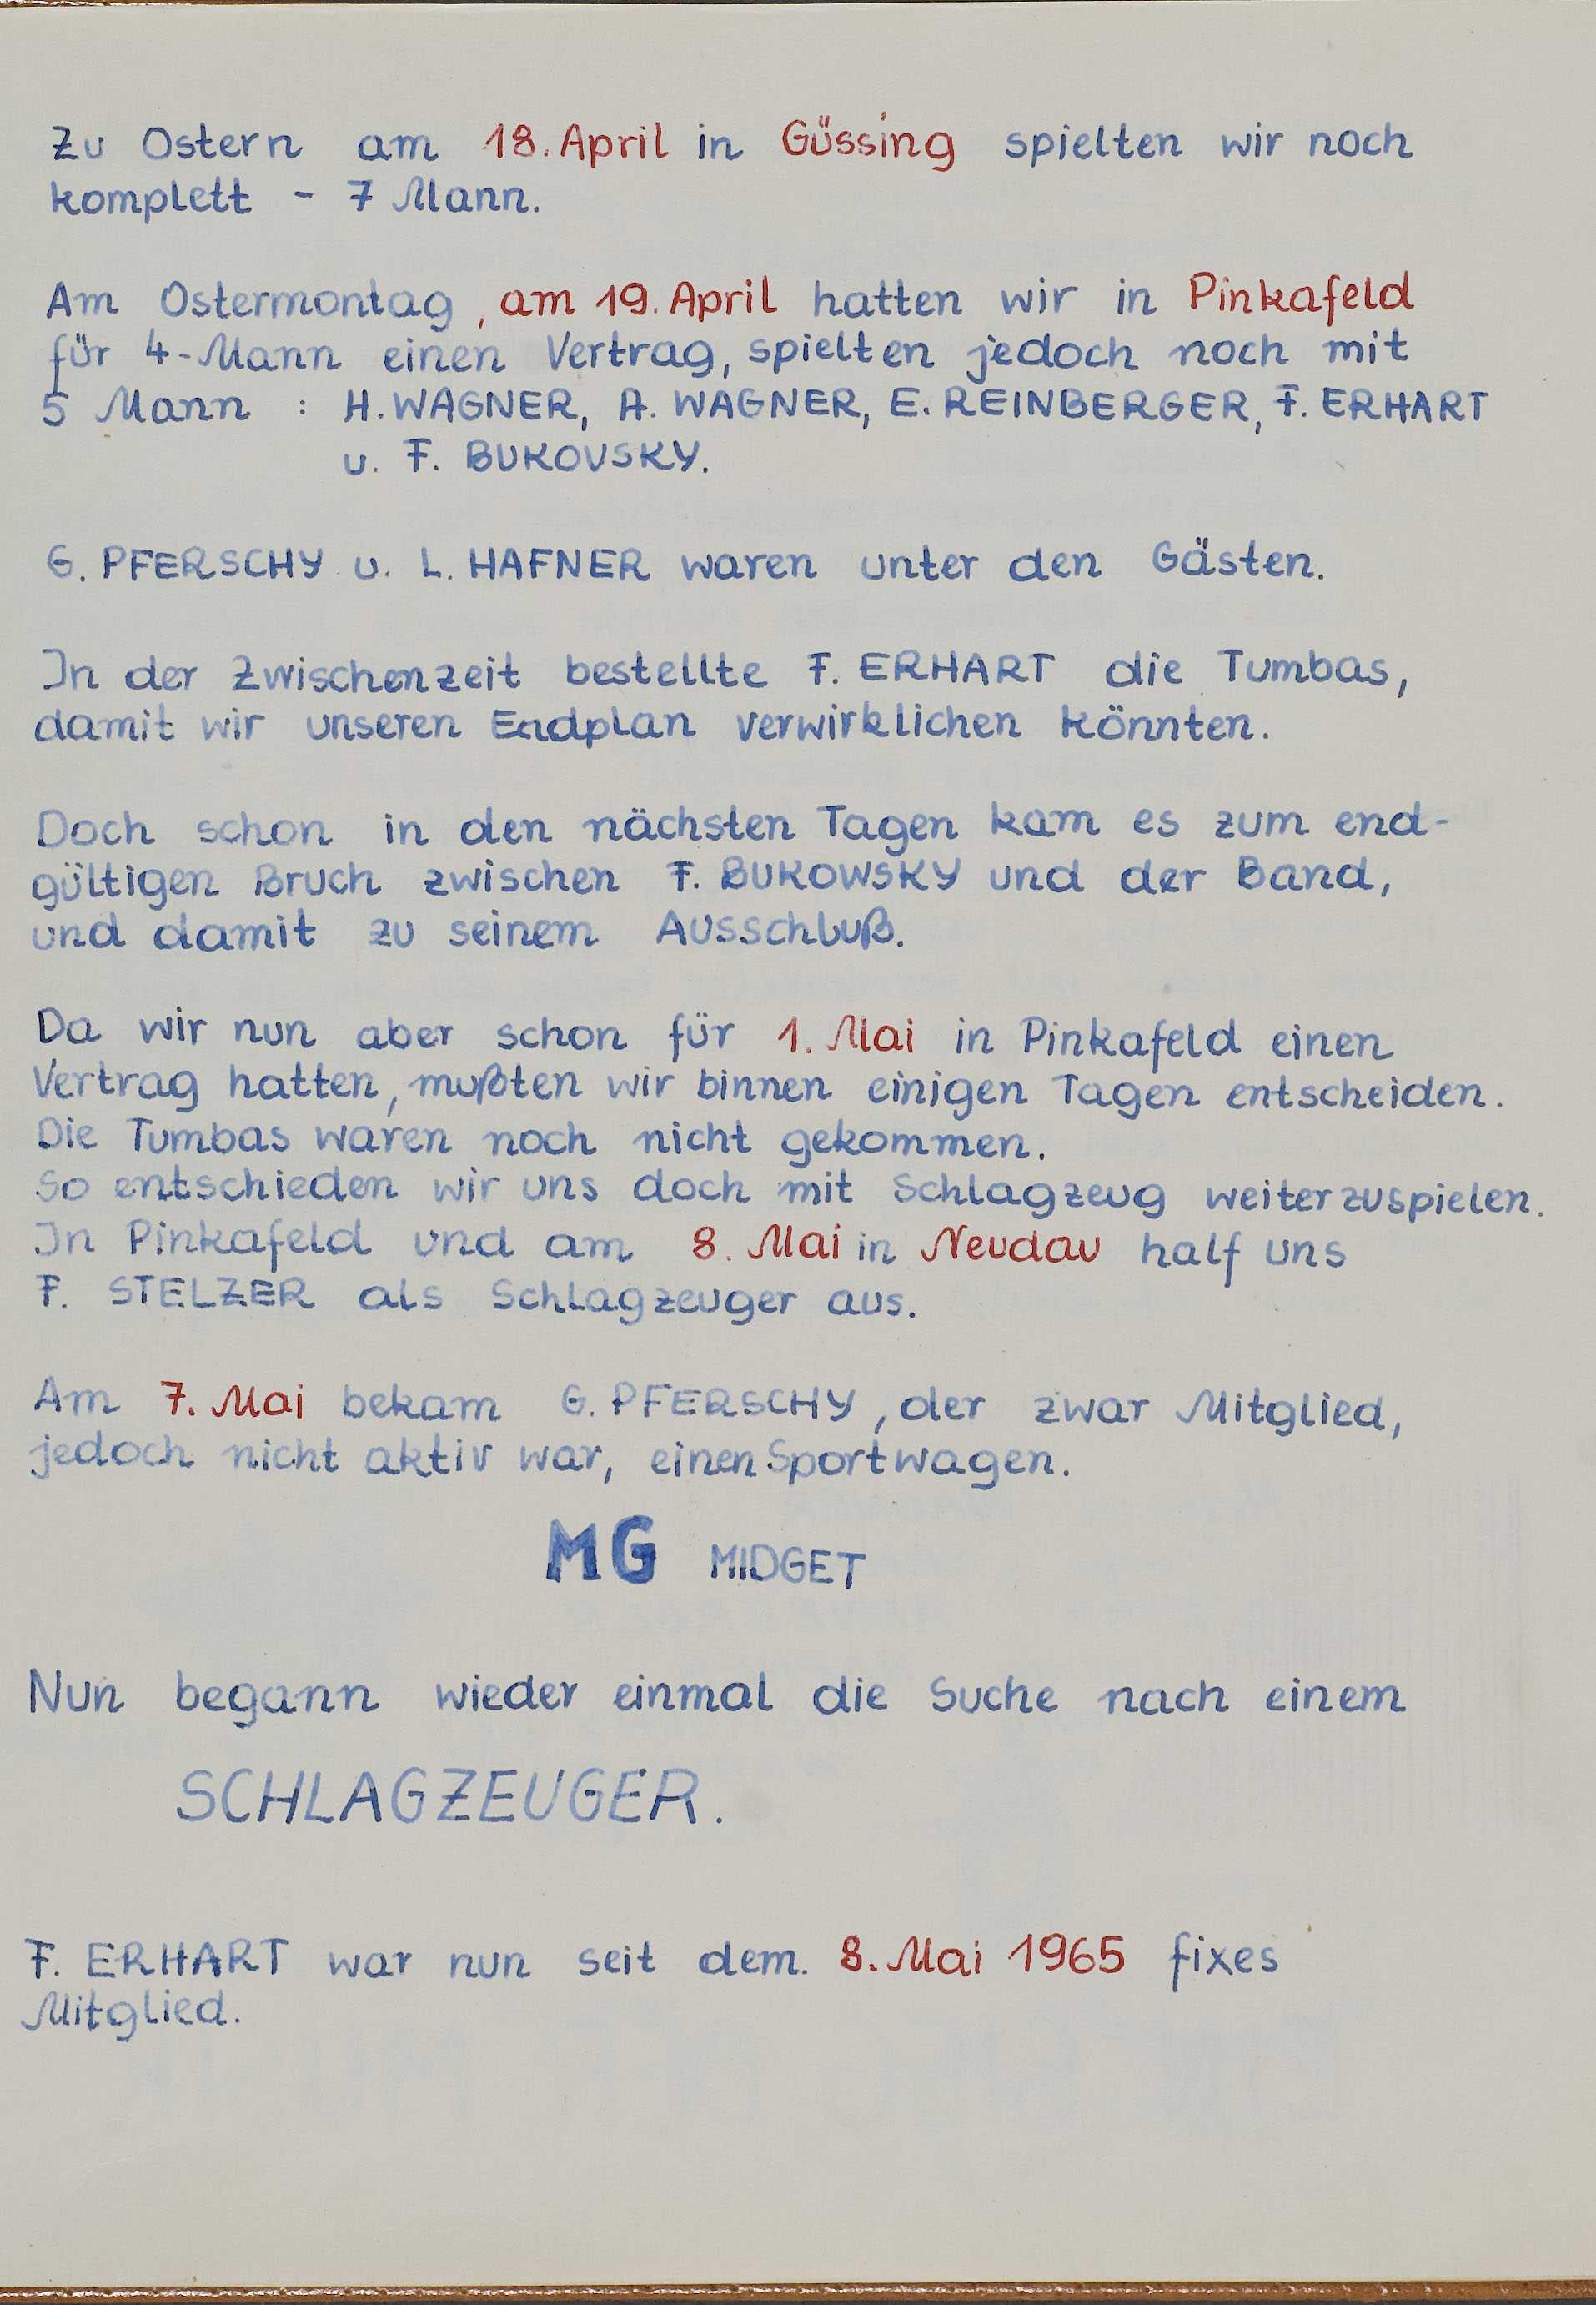 Zu Ostern am 18. April in Güssing spielten wir noch
komplett - 7 Mann.
Am Ostermontag, am 19. April hatten wir in Pinkafeld
für 4-Mann einen Vertrag, spielten jedoch noch mit
5 Mann : H. WAGNER, A. WAGNER, E. REINBERGER, F. ERHART
u. F. BUKOVSKY.
G. PFERSCHY u. L. HAFNER waren unter den Gästen.
In der Zwischenzeit bestellte F. ERHART die Tumbas,
damit wir unseren Endplan verwirklichen könnten.
Doch schon in den nächsten Tagen kam es zum end-
gültigen Bruch zwischen F. BUKOWSKY und der Band,
und damit zu seinem Ausschluß.
Da wir nun aber schon für 1. Mai in Pinkafeld einen
Vertrag hatten, mußten wir binnen einigen Tagen entscheiden.
Die Tumbas waren noch nicht gekommen.
So entschieden wir uns doch mit Schlagzeug weiterzuspielen.
In Pinkafeld und am 8. Mai in Neudau half uns
F. STELZER als Schlagzeuger aus.
Am 7. Mai bekam G. PFERSCHY, der zwar Mitglied,
jedoch nicht aktiv war, einen Sportwagen.
MG MIDGET
Nun begann wieder einmal die Suche nach einem
SCHLAGZEUGER.
F. ERHART war nun seit dem. 8. Mai 1965 fixes
Mitglied.